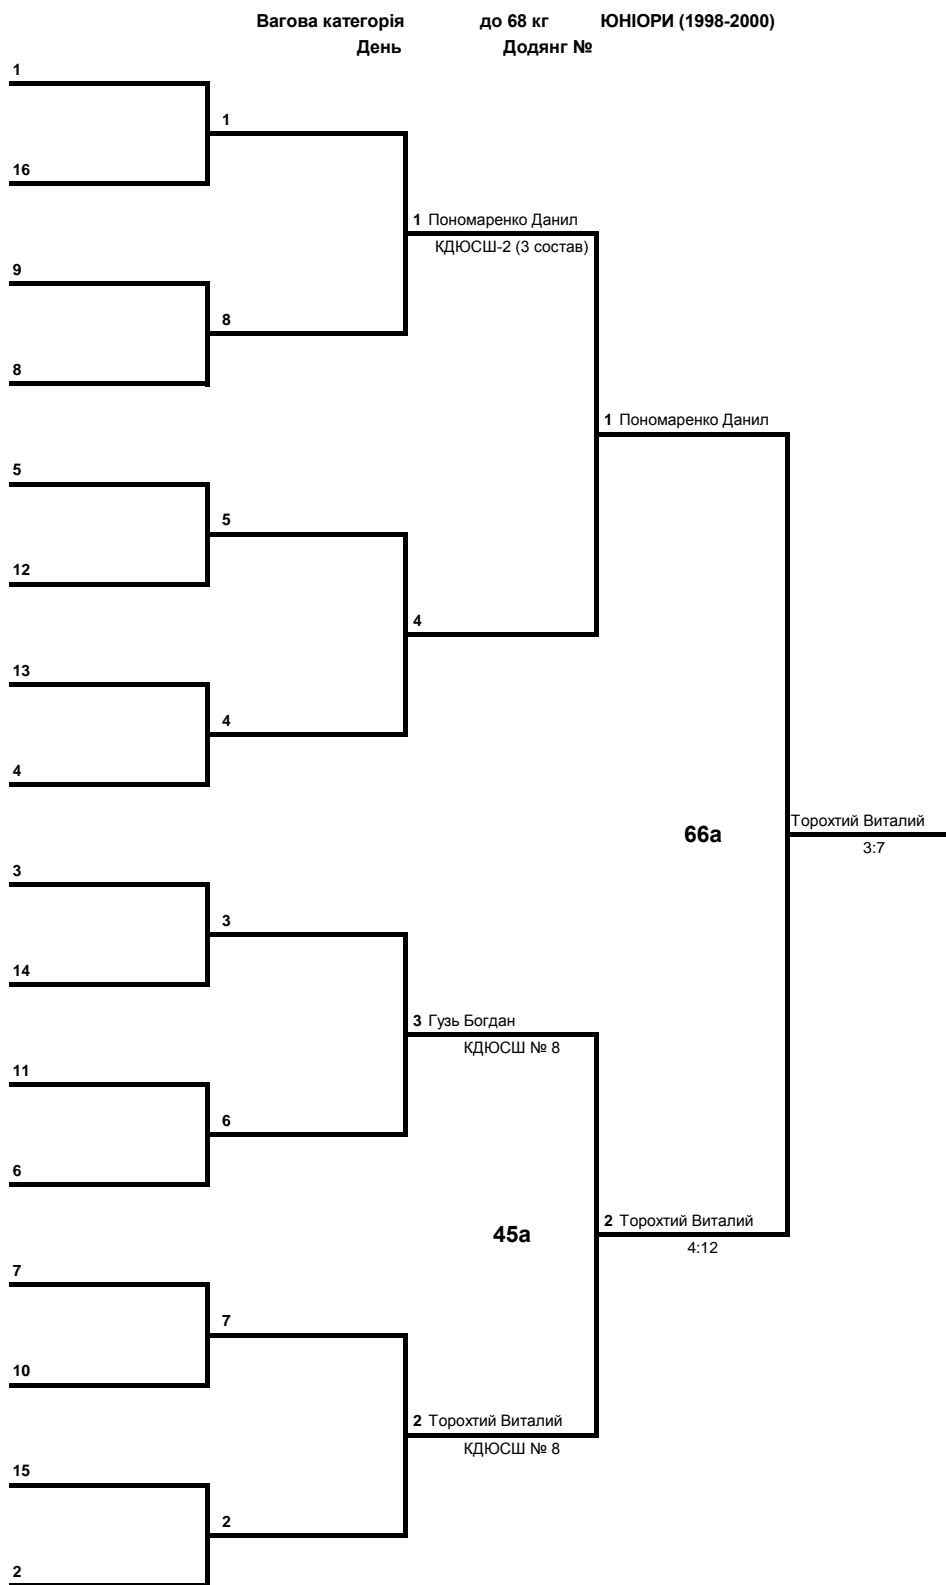 Вагова категорія до 68 кг ЮНІОРИ (1998-2000)
День Додянг №
1
1
16
1 Пономаренко Данил
КДЮСШ-2 (3 состав)
9
8
8
1 Пономаренко Данил
5
5
12
4
13
4
4
66а
Торохтий Виталий
3:7
3
3
14
3 Гузь Богдан
КДЮСШ № 8
11
6
6
45а
2 Торохтий Виталий
4:12
7
7
10
2 Торохтий Виталий
КДЮСШ № 8
15
2
2